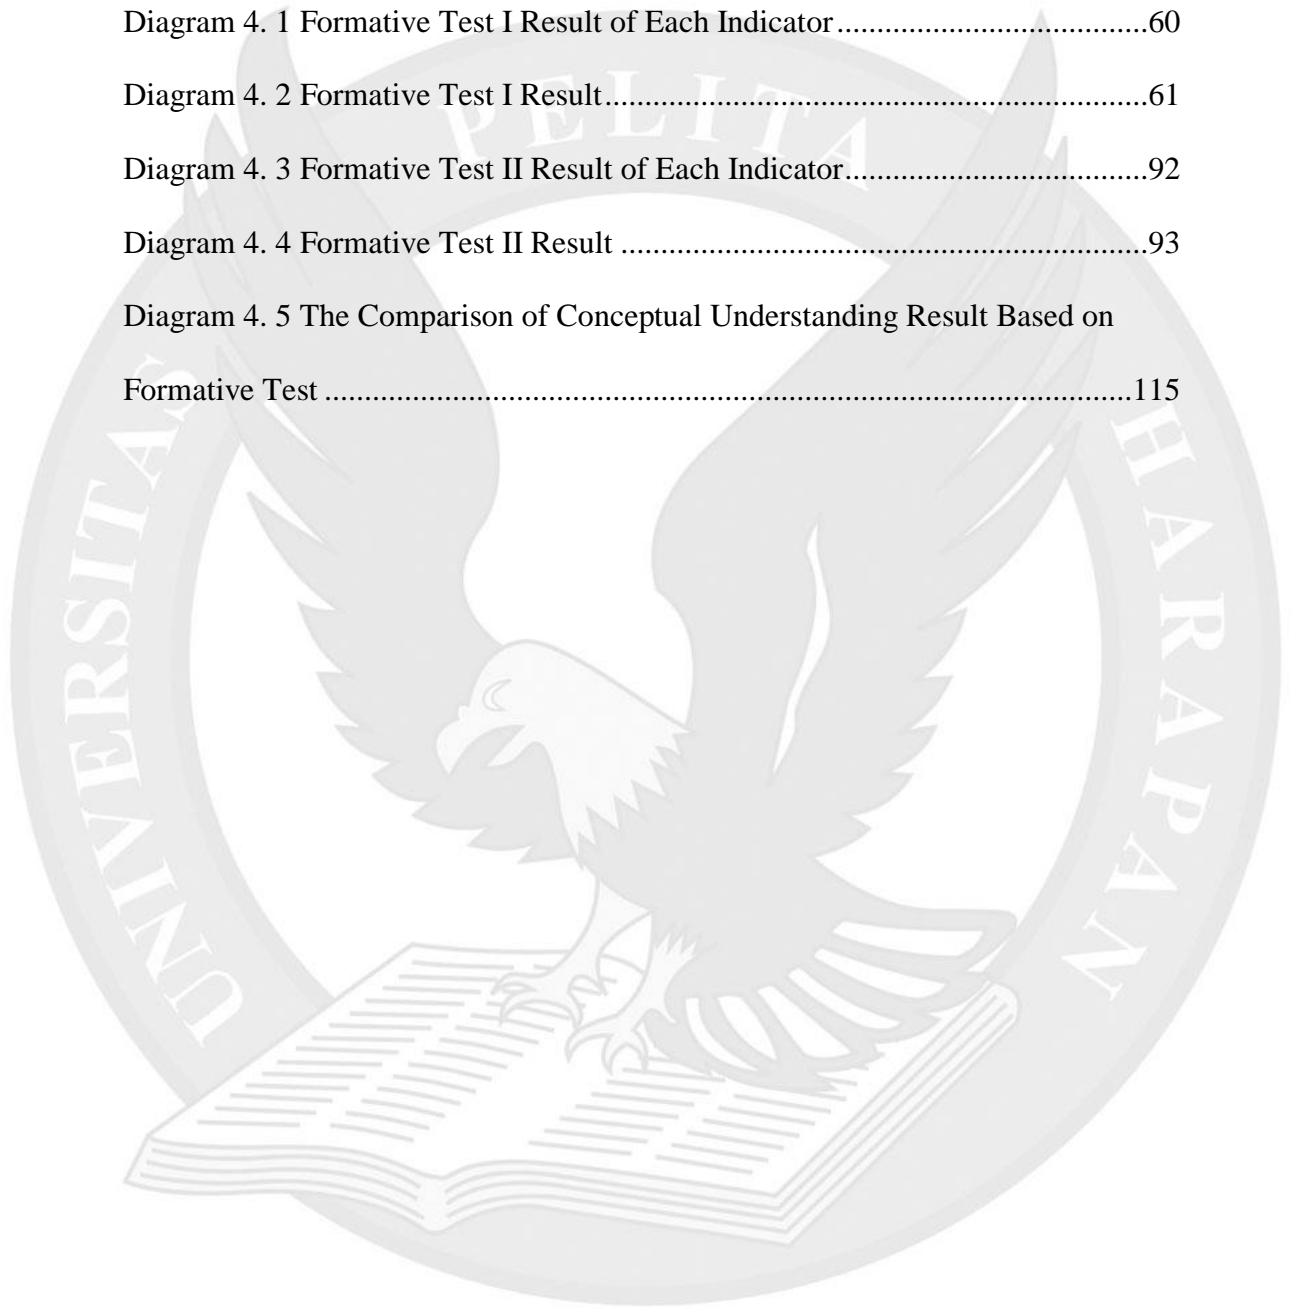 Diagram 4. 1 Formative Test I Result of Each Indicator.......................................60
Diagram 4. 2 Formative Test I Result....................................................................61
Diagram 4. 3 Formative Test II Result of Each Indicator......................................92
Diagram 4. 4 Formative Test II Result ..................................................................93
Diagram 4. 5 The Comparison of Conceptual Understanding Result Based on
Formative Test .....................................................................................................115
UNIVERSITAS PELITA HARAPAN